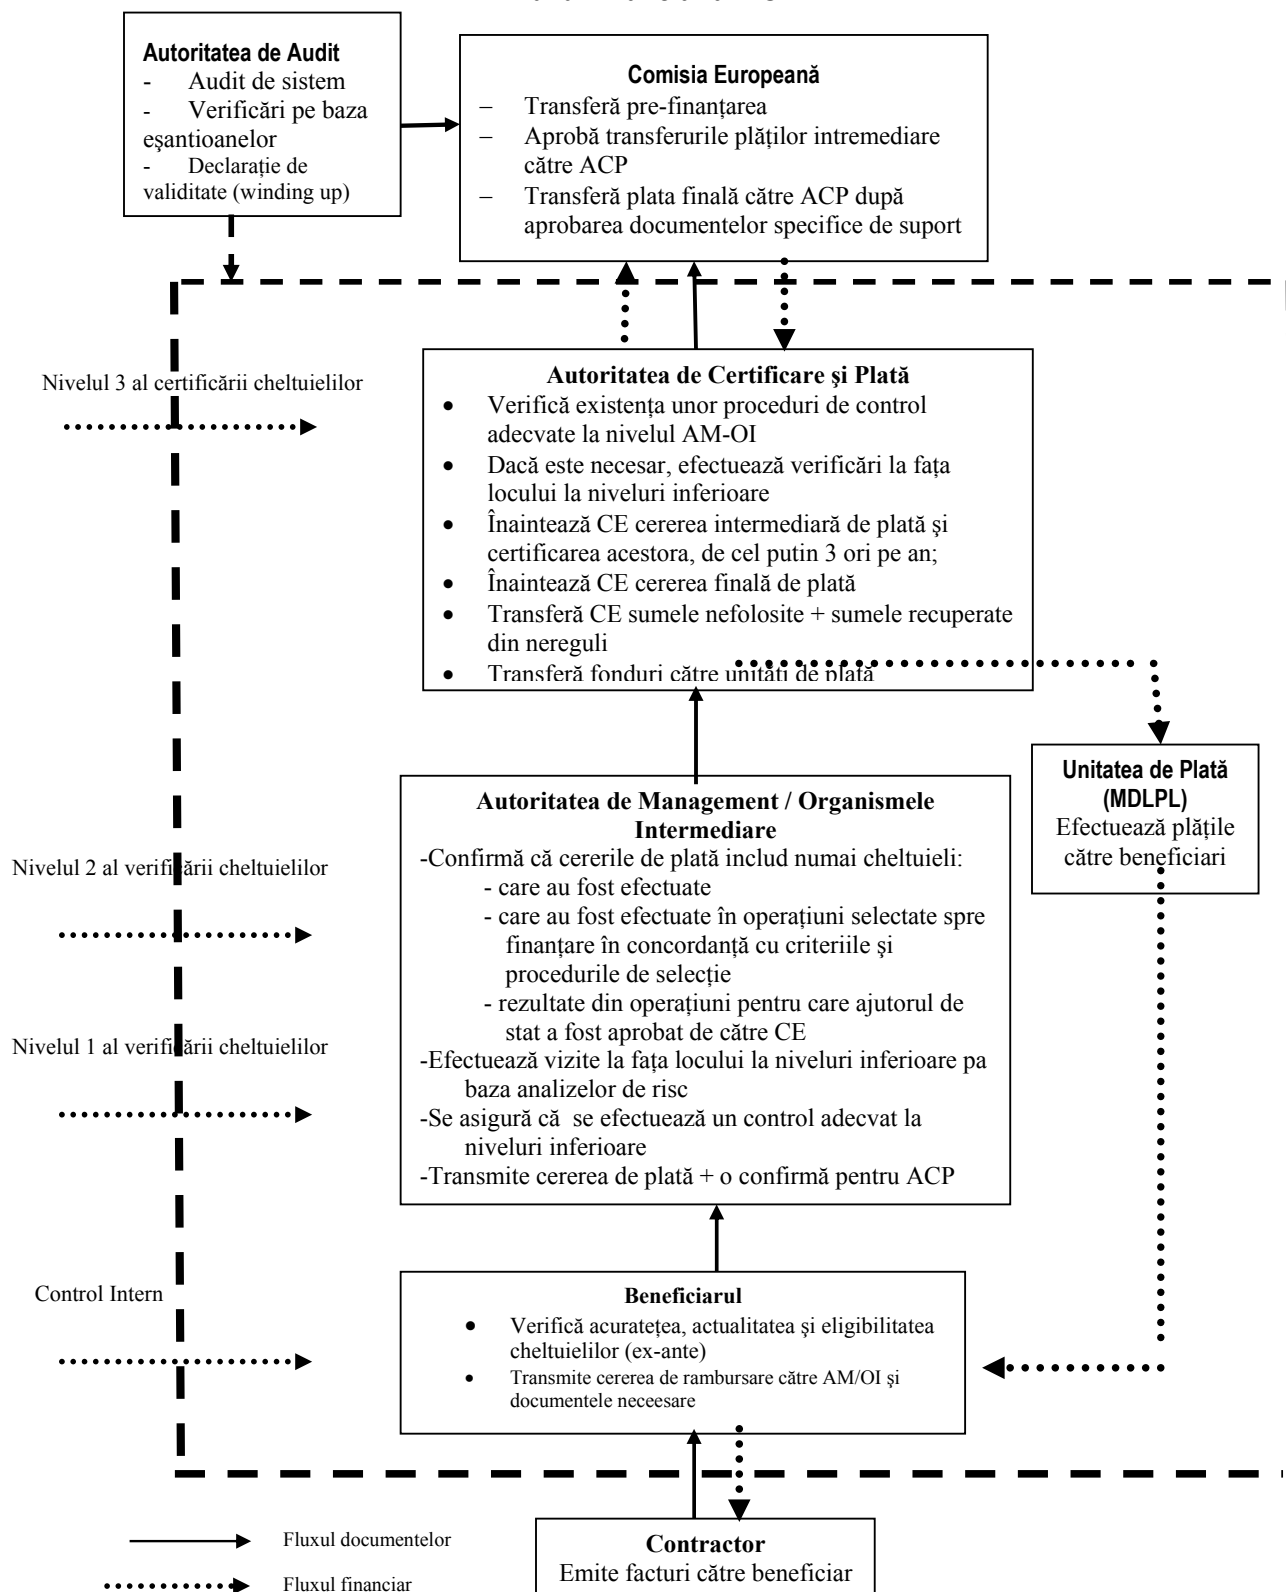 Autoritatea de Audit
- Audit de sistem
- Verificări pe baza
eşantioanelor
- Declaraţie de
validitate (winding up)
Comisia Europeană
– Transferă pre-finanţarea
– Aprobă transferurile plăţilor intremediare
către ACP
– Transferă plata finală către ACP după
aprobarea documentelor specifice de suport
Nivelul 3 al certificării cheltuielilor
Autoritatea de Certificare şi Plată
• Verifică existenţa unor proceduri de control
adecvate la nivelul AM-OI
• Dacă este necesar, efectuează verificări la faţa
locului la niveluri inferioare
• Înaintează CE cererea intermediară de plată şi
certificarea acestora, de cel putin 3 ori pe an;
• Înaintează CE cererea finală de plată
• Transferă CE sumele nefolosite + sumele recuperate
din nereguli
• Transferă fonduri către unităţi de plată
Unitatea de Plată
(MDLPL)
Efectuează plăţile
către beneficiari
Autoritatea de Management / Organismele
Intermediare
-Confirmă că cererile de plată includ numai cheltuieli:
- care au fost efectuate
- care au fost efectuate în operaţiuni selectate spre
finanţare în concordanţă cu criteriile şi
procedurile de selecţie
- rezultate din operaţiuni pentru care ajutorul de
stat a fost aprobat de către CE
-Efectuează vizite la faţa locului la niveluri inferioare pa
baza analizelor de risc
-Se asigură că se efectuează un control adecvat la
niveluri inferioare
-Transmite cererea de plată + o confirmă pentru ACP
Nivelul 2 al verificării cheltuielilor
Nivelul 1 al verificării cheltuielilor
Control Intern
Beneficiarul
• Verifică acurateţea, actualitatea şi eligibilitatea
cheltuielilor (ex-ante)
• Transmite cererea de rambursare către AM/OI şi
documentele neceesare
Contractor
Emite facturi către beneficiar
Fluxul documentelor
Fluxul financiar